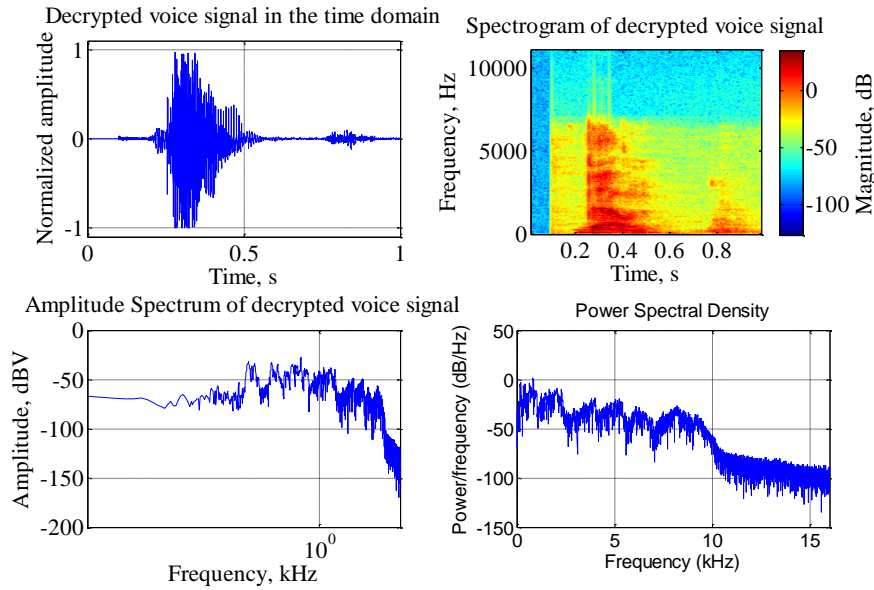 Decrypted voice signal in the time domain
Normalized amplitude
1
0
-1
0
0.5
1
Time, s
Spectrogram of decrypted voice signal
Frequency, Hz
10000
5000
0
0.2
0.4
0.6
0.8
Time, s
0
-50
-100
Magnitude, dB
Amplitude Spectrum of decrypted voice signal
Amplitude, dBV
0
-50
-100
-150
-200
10^0
Frequency, kHz
Power Spectral Density
Power/frequency (dB/Hz)
50
0
-50
-100
-150
0
5
10
15
Frequency (kHz)